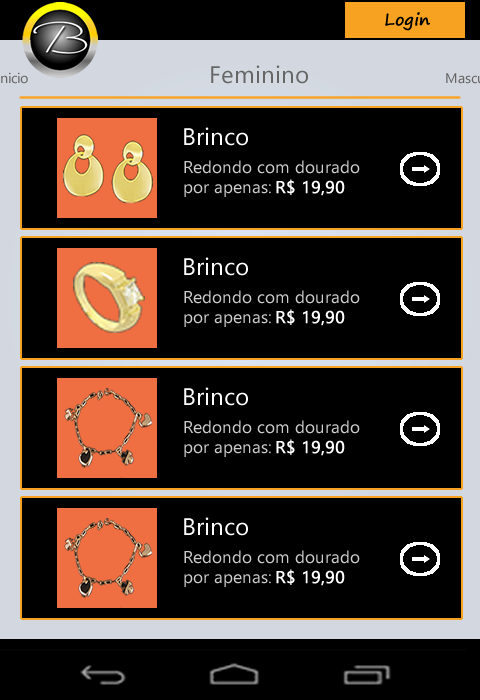 B
Login
nicio
Feminino
Mascu
Brinco
Redondo com dourado
por apenas: R$ 19,90
Brinco
Redondo com dourado
por apenas: R$ 19,90
Brinco
Redondo com dourado
por apenas: R$ 19,90
Brinco
Redondo com dourado
por apenas: R$ 19,90